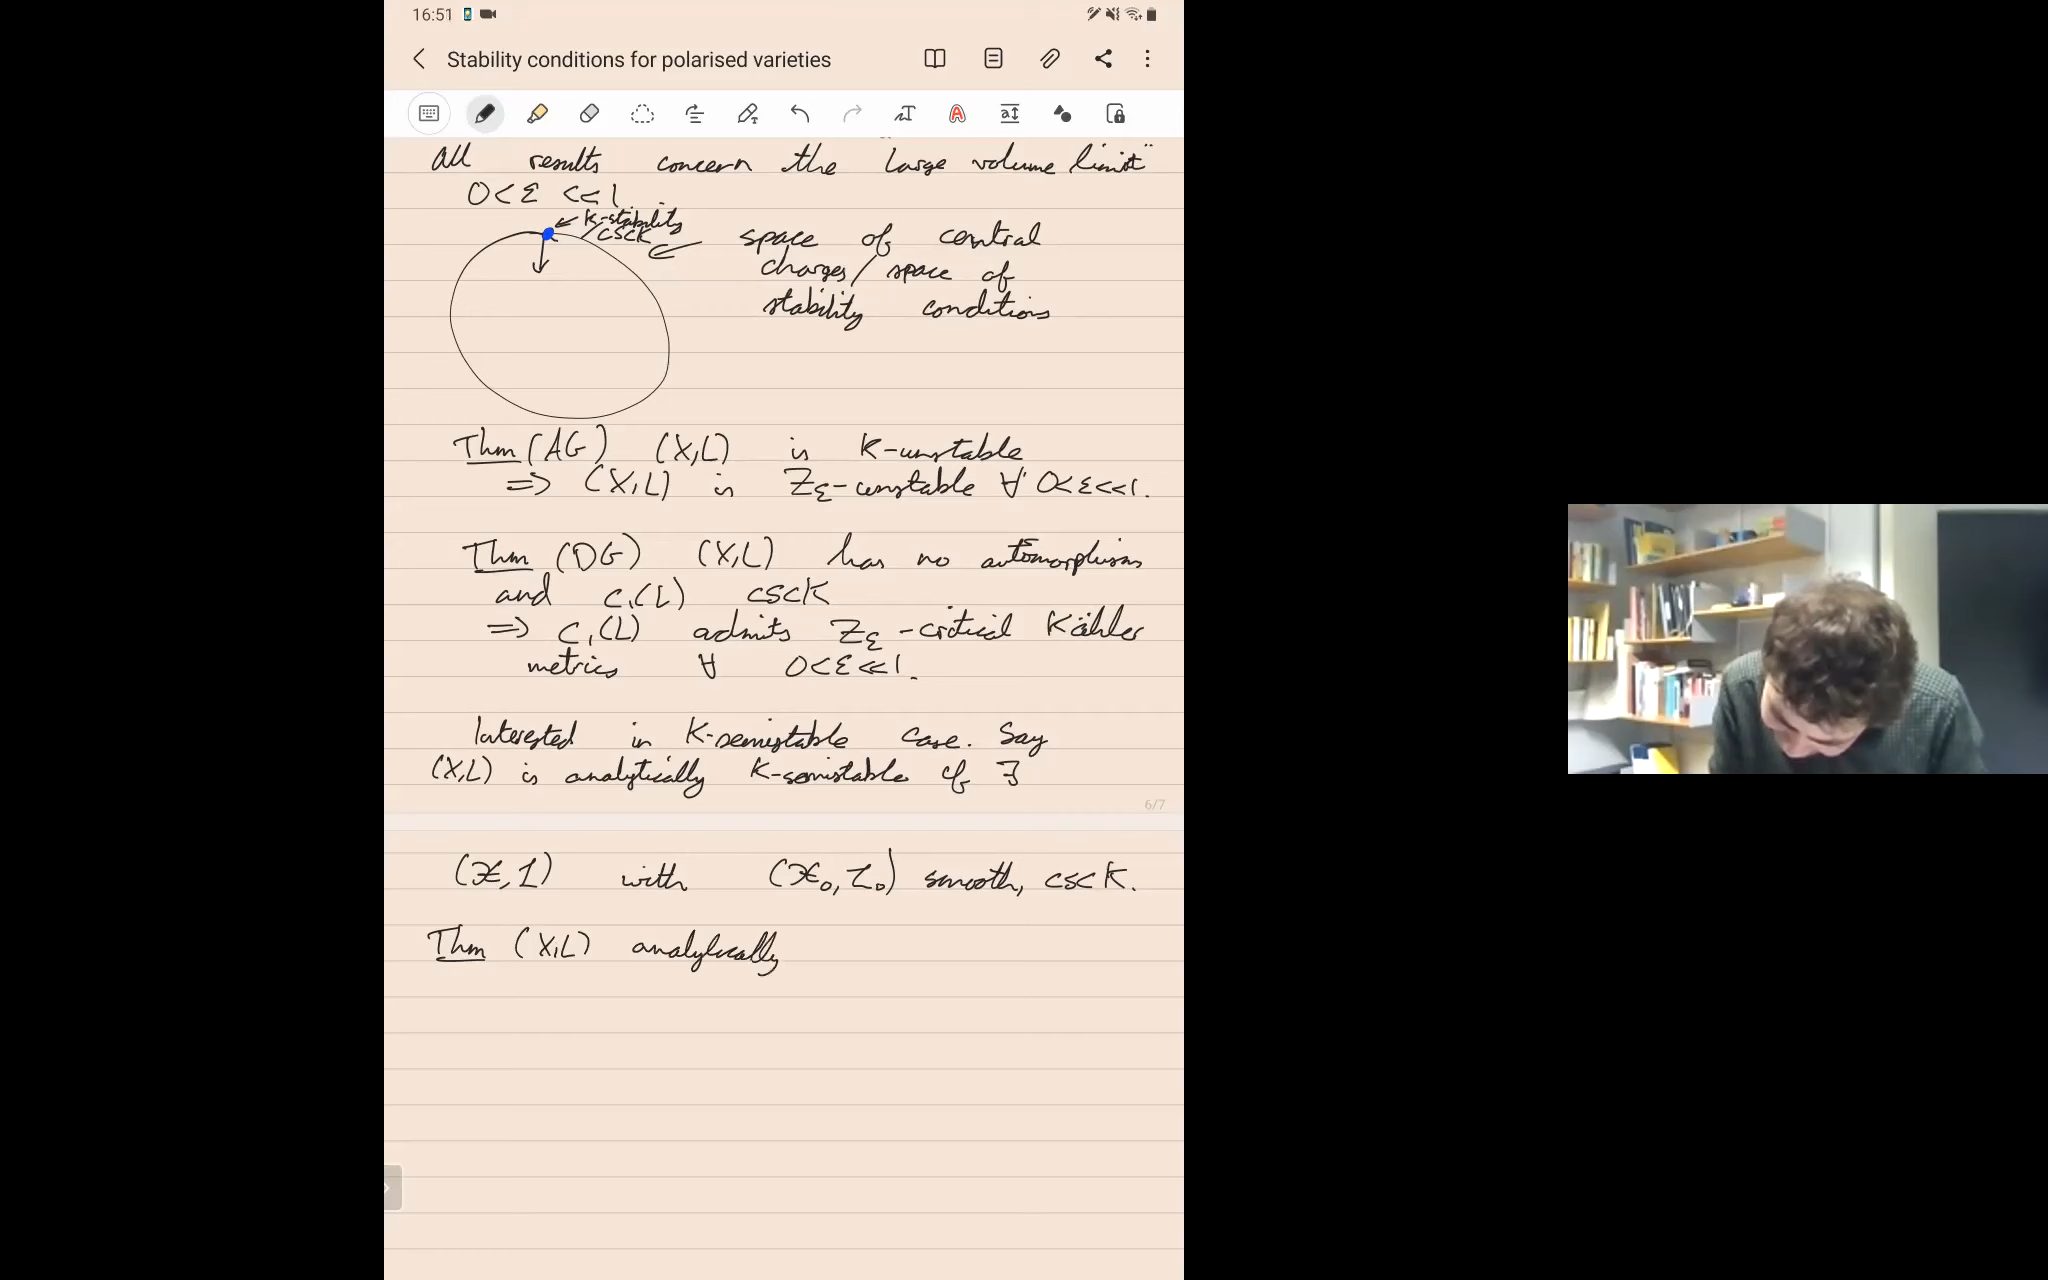 16:51
Stability conditions for polarised varieties
All results concern the "large volume limit"
0<ε <<1
K-stability
/cscK
space of central
charges/space of
stability conditions
Thm (AG) (X,L) is K-unstable
=> (X,L) is Z_ε-unstable ∀ 0<ε<<1.
Thm (DG) (X,L) has no automorphisms
and c₁(L) cscK
=> c₁(L) admits Z_ε-critical Kähler
metrics ∀ 0<ε<<1.
Interested in K-semistable case. Say
(X,L) is analytically K-semistable if ∃
6/7
(𝒳,ℒ) with (𝒳₀,ℒ₀) smooth, cscK.
Thm (X,L) analytically